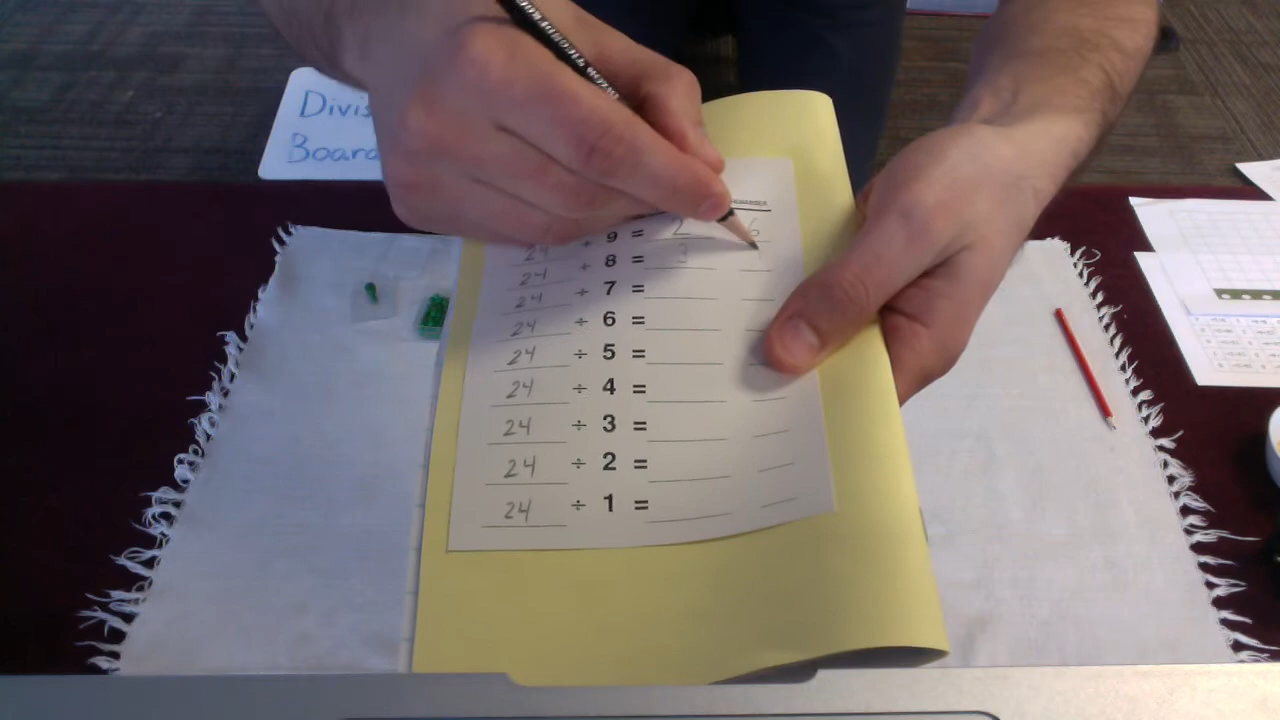 Divis
Board
24 ÷ 9 = 2 6
24 ÷ 8 = 3
24 ÷ 7 =
24 ÷ 6 =
24 ÷ 5 =
24 ÷ 4 =
24 ÷ 3 =
24 ÷ 2 =
24 ÷ 1 =